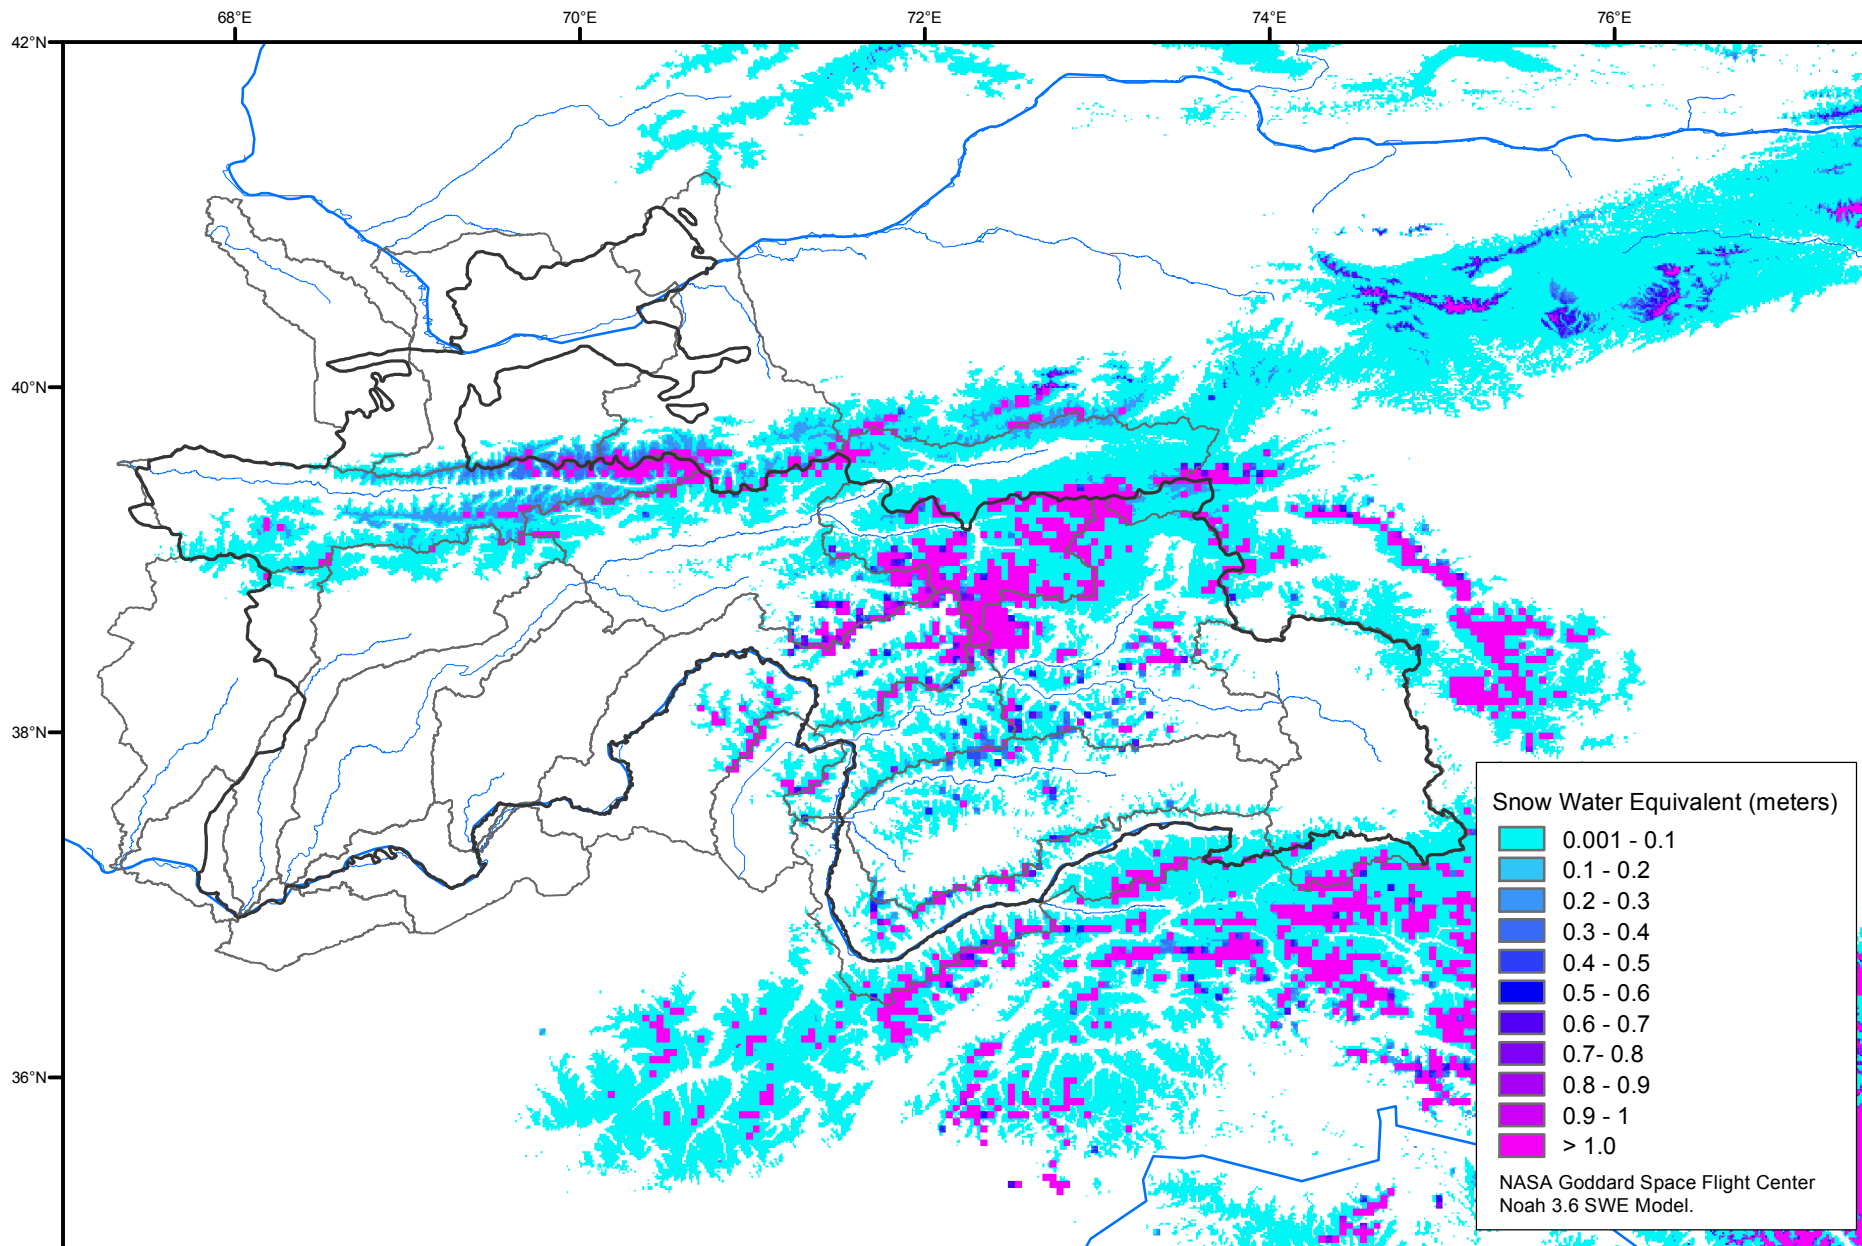 68°E
70°E
72°E
74°E
76°E
42°N
40°N
38°N
36°N
Snow Water Equivalent (meters)
0.001 - 0.1
0.1 - 0.2
0.2 - 0.3
0.3 - 0.4
0.4 - 0.5
0.5 - 0.6
0.6 - 0.7
0.7- 0.8
0.8 - 0.9
0.9 - 1
> 1.0
NASA Goddard Space Flight Center
Noah 3.6 SWE Model.